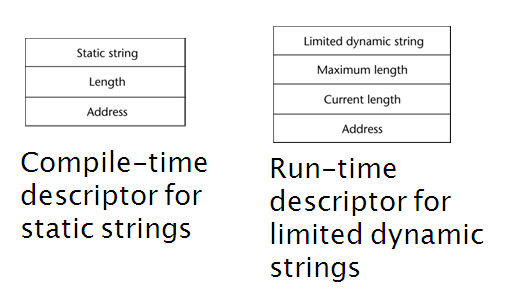 Static string
Length
Address
Compile-time
descriptor for
static strings
Limited dynamic string
Maximum length
Current length
Address
Run-time
descriptor for
limited dynamic
strings